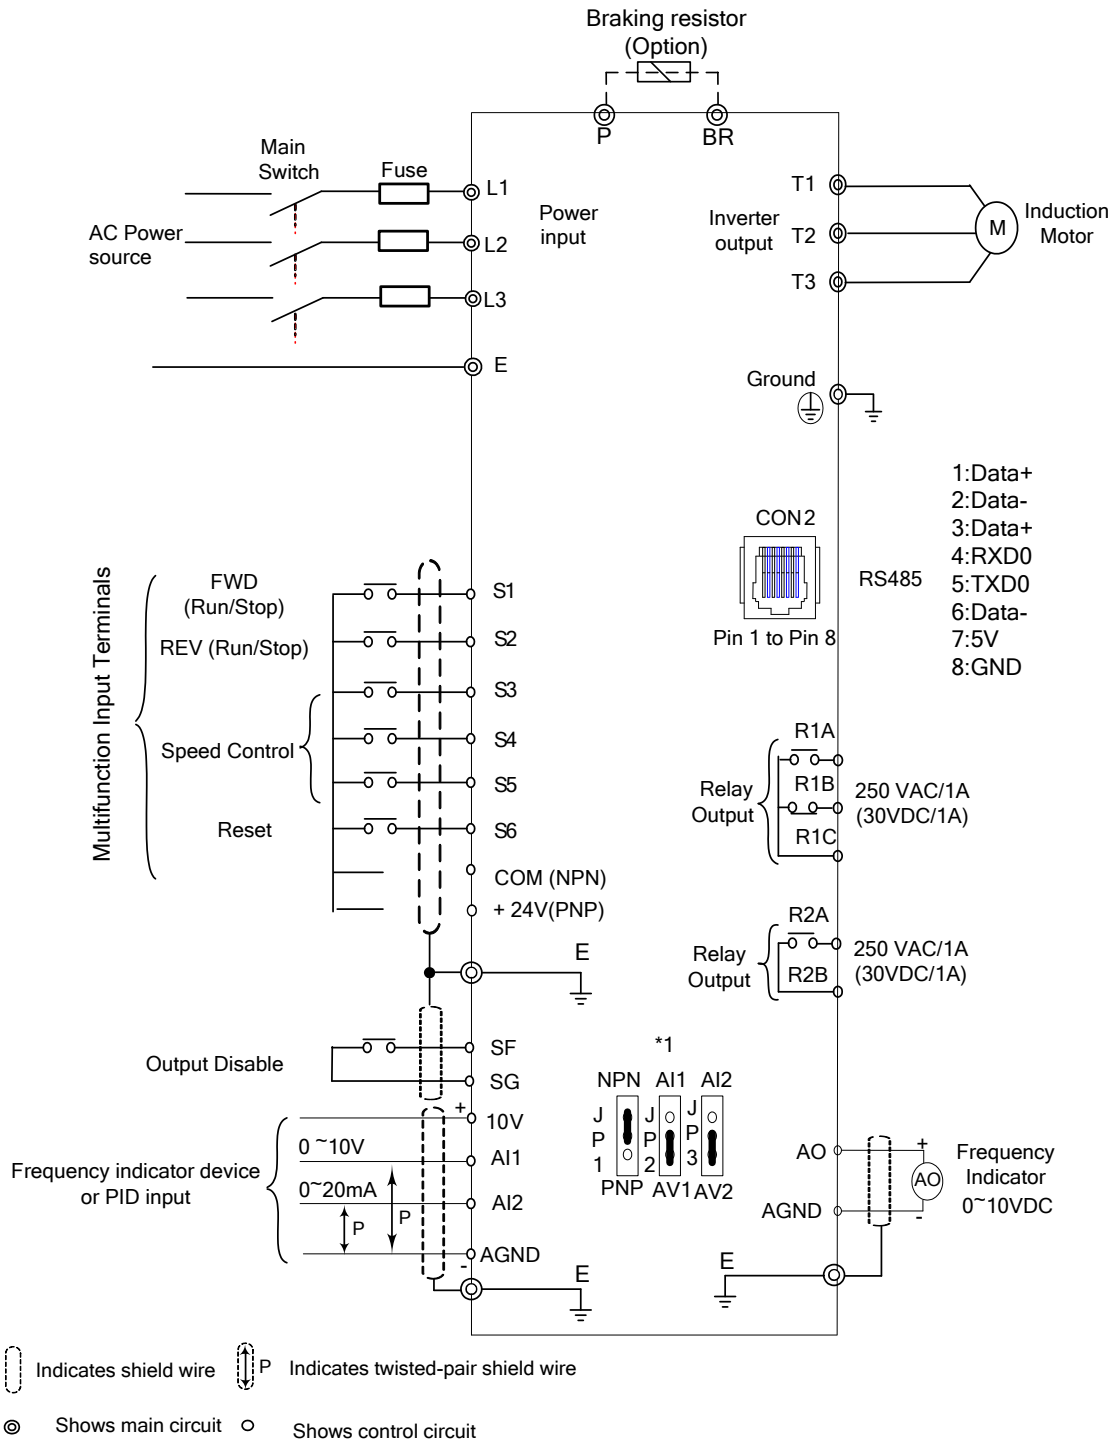 Braking resistor
(Option)
P
BR
Main
Switch
Fuse
AC Power
source
L1
L2
L3
E
Power
input
Inverter
output
T1
T2
T3
M
Induction
Motor
Ground
CON2
Pin 1 to Pin 8
RS485
1:Data+
2:Data-
3:Data+
4:RXD0
5:TXD0
6:Data-
7:5V
8:GND
Multifunction Input Terminals
FWD
(Run/Stop)
REV (Run/Stop)
Speed Control
Reset
S1
S2
S3
S4
S5
S6
COM (NPN)
+ 24V(PNP)
E
Relay
Output
R1A
R1B
R1C
250 VAC/1A
(30VDC/1A)
Relay
Output
R2A
R2B
250 VAC/1A
(30VDC/1A)
Output Disable
SF
SG
*1
NPN AI1 AI2
JP1
JP2
JP3
PNP AV1 AV2
Frequency indicator device
or PID input
0 ~10V
0~20mA
P
P
+
10V
AI1
AI2
AGND
-
E
AO
AGND
+
AO
-
Frequency
Indicator
0~10VDC
E
Indicates shield wire
P Indicates twisted-pair shield wire
Shows main circuit
Shows control circuit